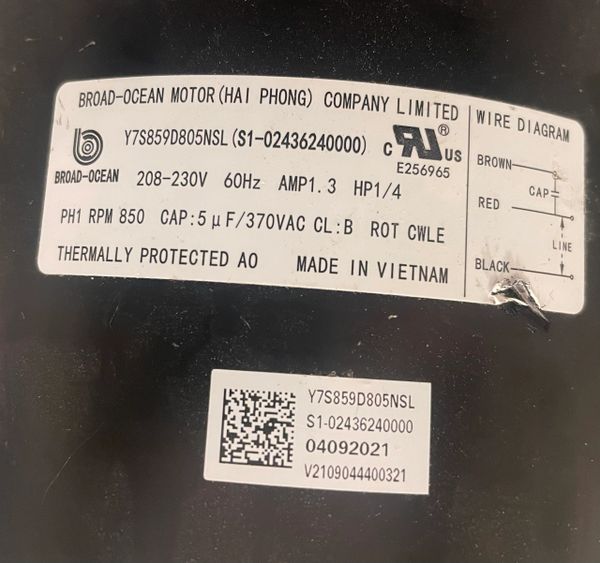 BROAD-OCEAN MOTOR(HAI PHONG) COMPANY LIMITED
Y7S859D805NSL(S1-02436240000)
c RU® US
E256965
BROAD-OCEAN
208-230V 60Hz AMP1.3 HP1/4
PH1 RPM 850 CAP:5μF/370VAC CL:B ROT CWLE
THERMALLY PROTECTED AO MADE IN VIETNAM
WIRE DIAGRAM
BROWN
CAP
RED
LINE
BLACK
Y7S859D805NSL
S1-02436240000
04092021
V2109044400321